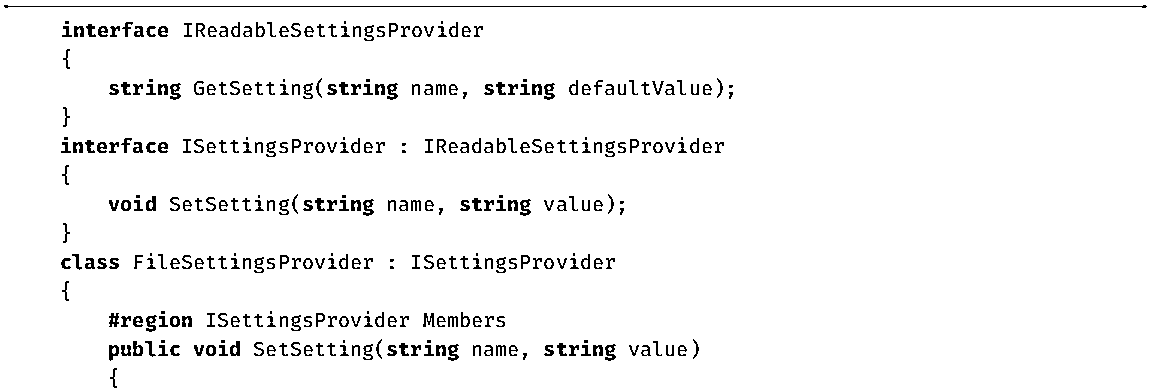 interface IReadableSettingsProvider
{
    string GetSetting(string name, string defaultValue);
}
interface ISettingsProvider : IReadableSettingsProvider
{
    void SetSetting(string name, string value);
}
class FileSettingsProvider : ISettingsProvider
{
    #region ISettingsProvider Members
    public void SetSetting(string name, string value)
    {